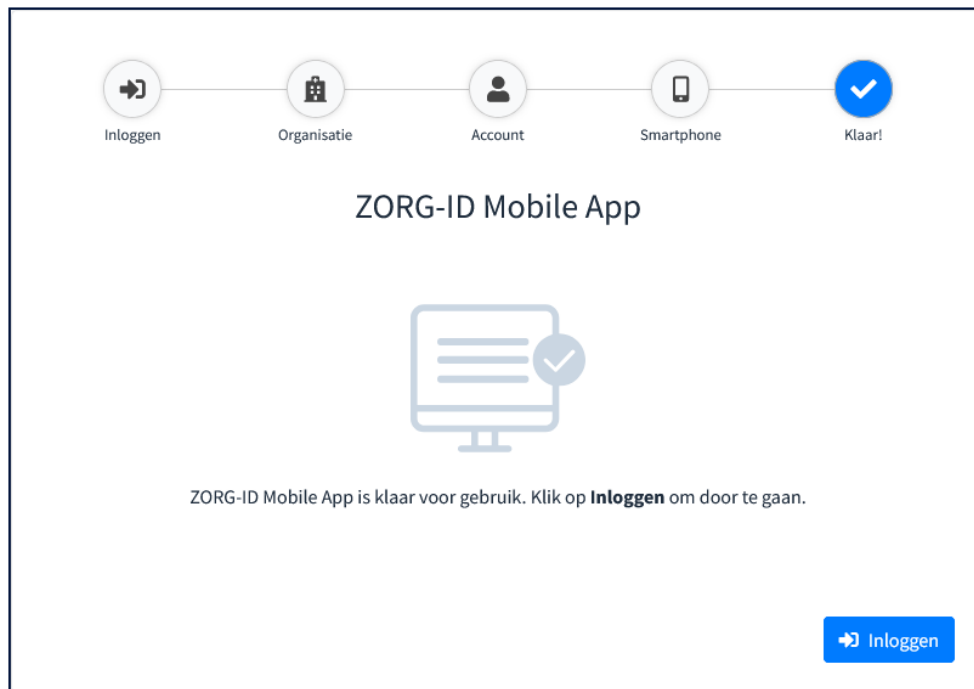 Inloggen
Organisatie
Account
Smartphone
Klaar!
ZORG-ID Mobile App
ZORG-ID Mobile App is klaar voor gebruik. Klik op Inloggen om door te gaan.
Inloggen